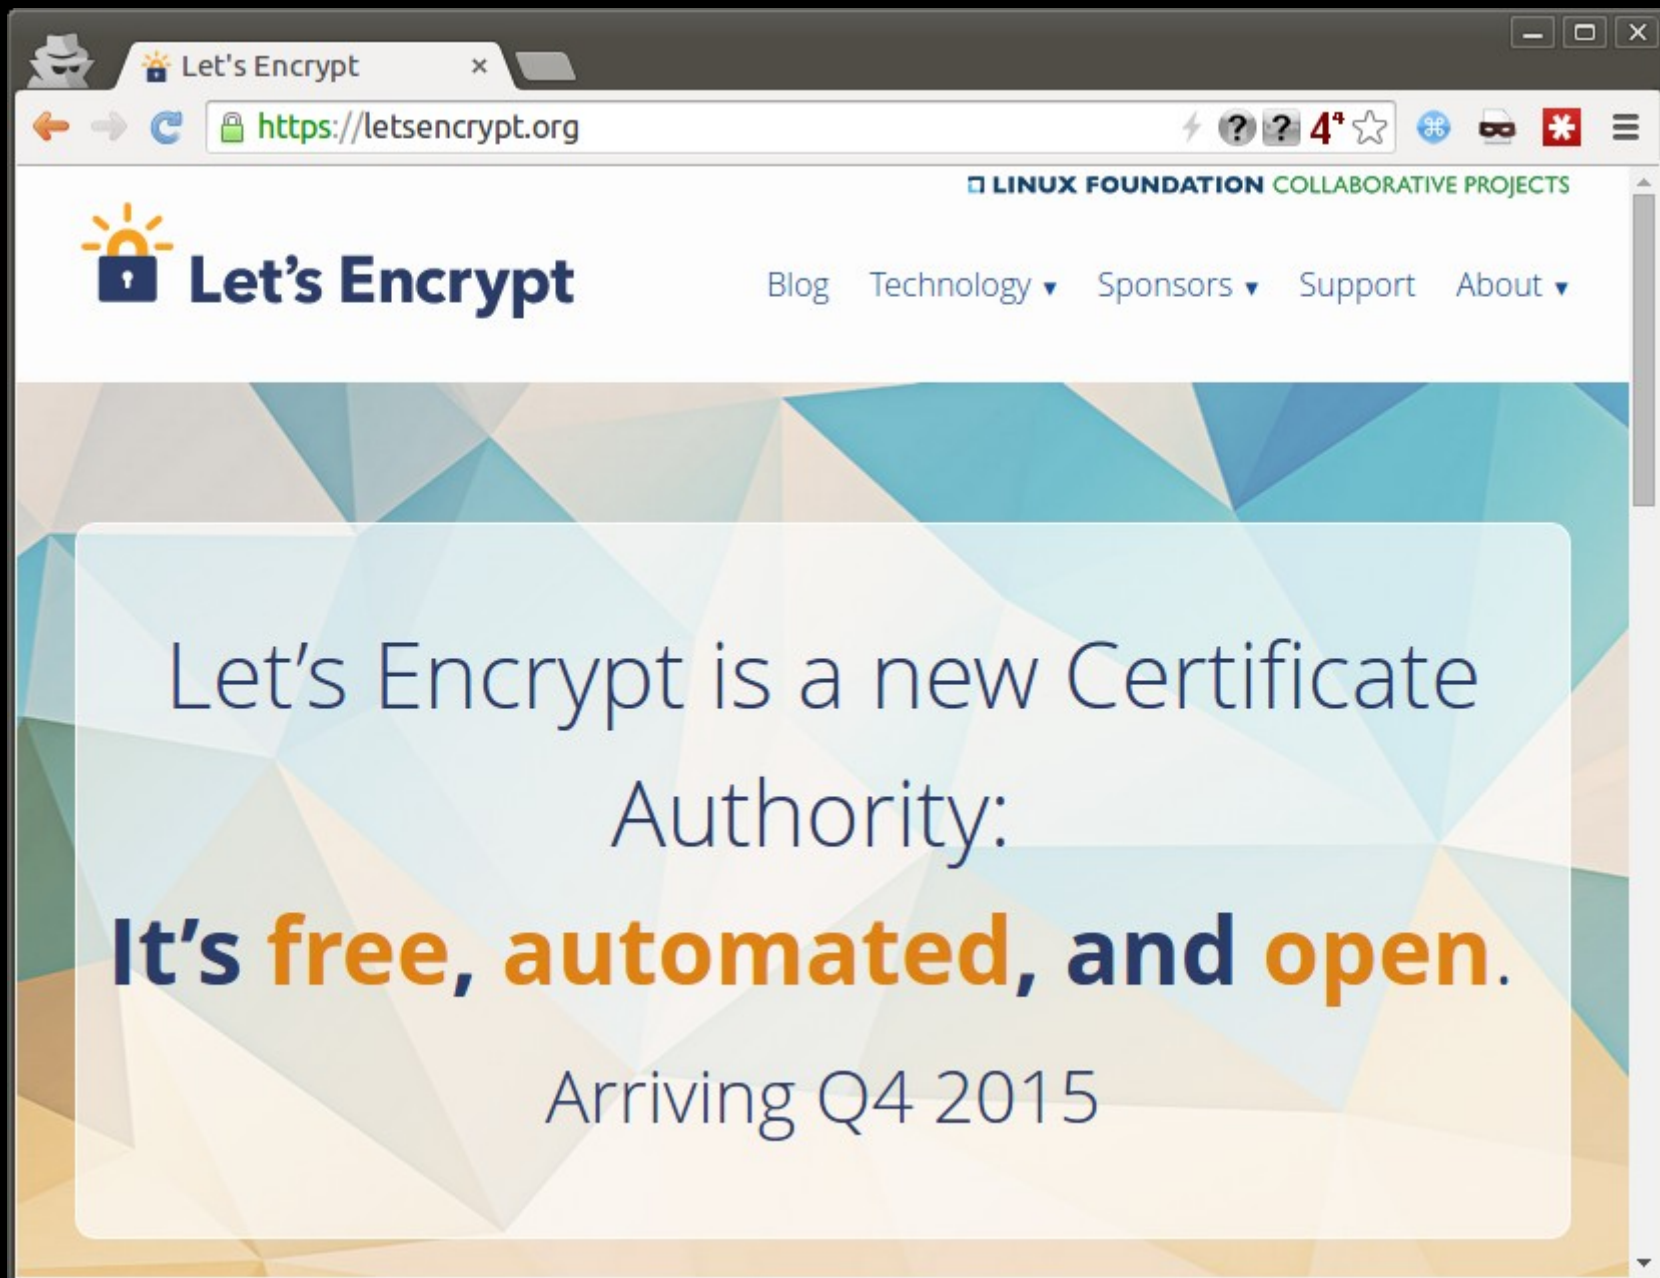 Let's Encrypt
https://letsencrypt.org
? ? 4⁴
LINUX FOUNDATION COLLABORATIVE PROJECTS
Let's Encrypt
Blog Technology ▾ Sponsors ▾ Support About ▾
Let's Encrypt is a new Certificate
Authority:
It's free, automated, and open.
Arriving Q4 2015